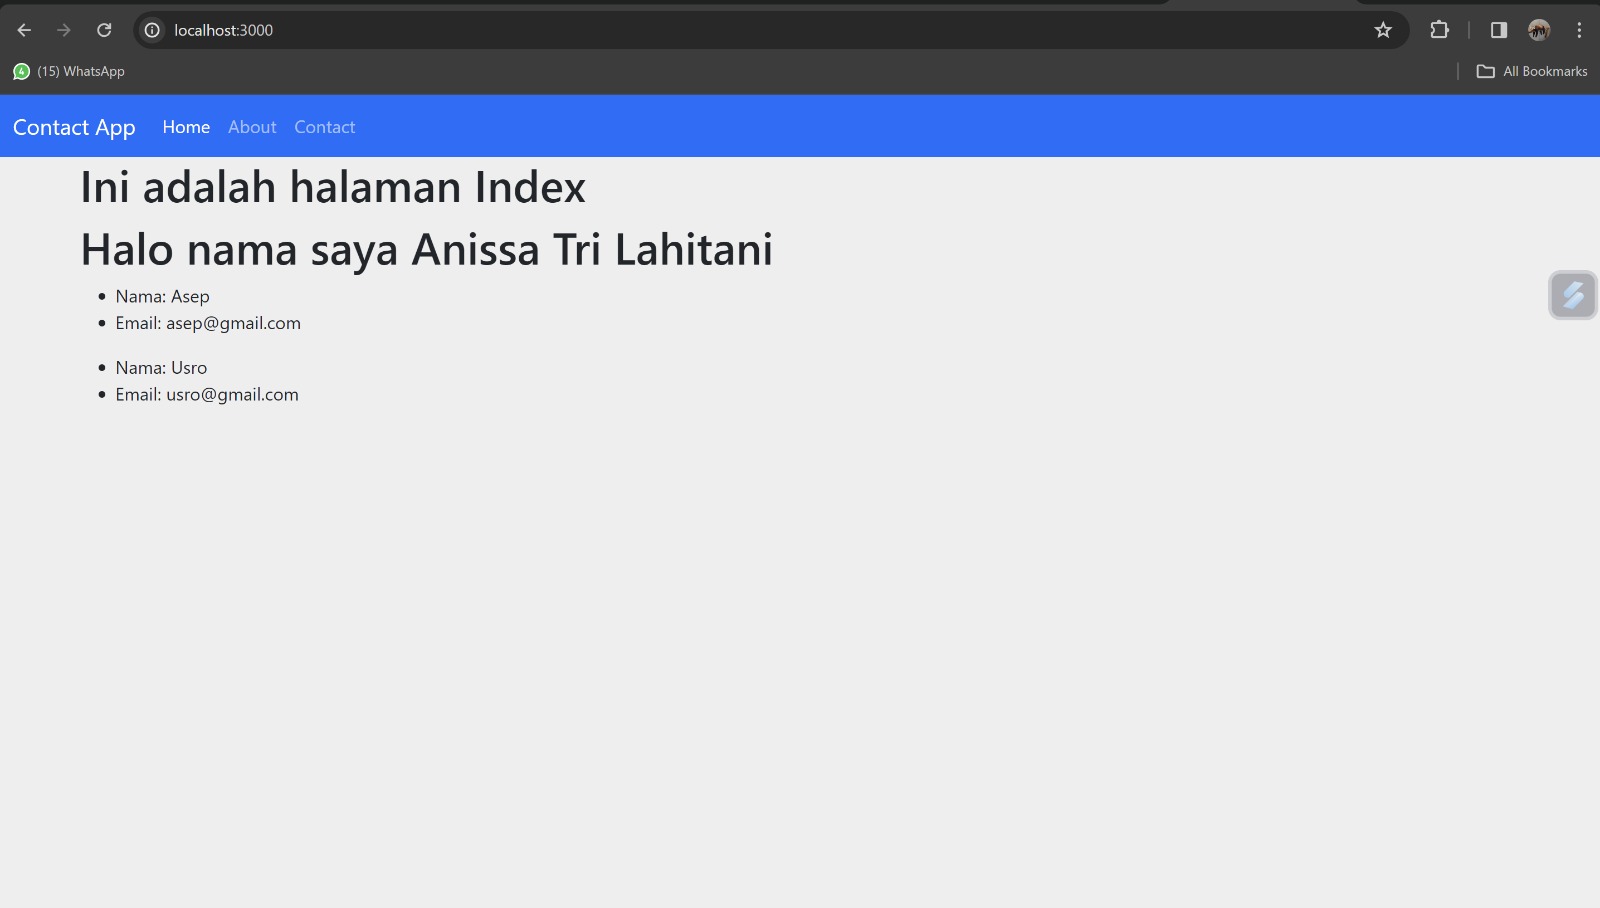 localhost:3000
4 (15) WhatsApp
All Bookmarks
Contact App Home About Contact
Ini adalah halaman Index
Halo nama saya Anissa Tri Lahitani
• Nama: Asep
• Email: asep@gmail.com
• Nama: Usro
• Email: usro@gmail.com